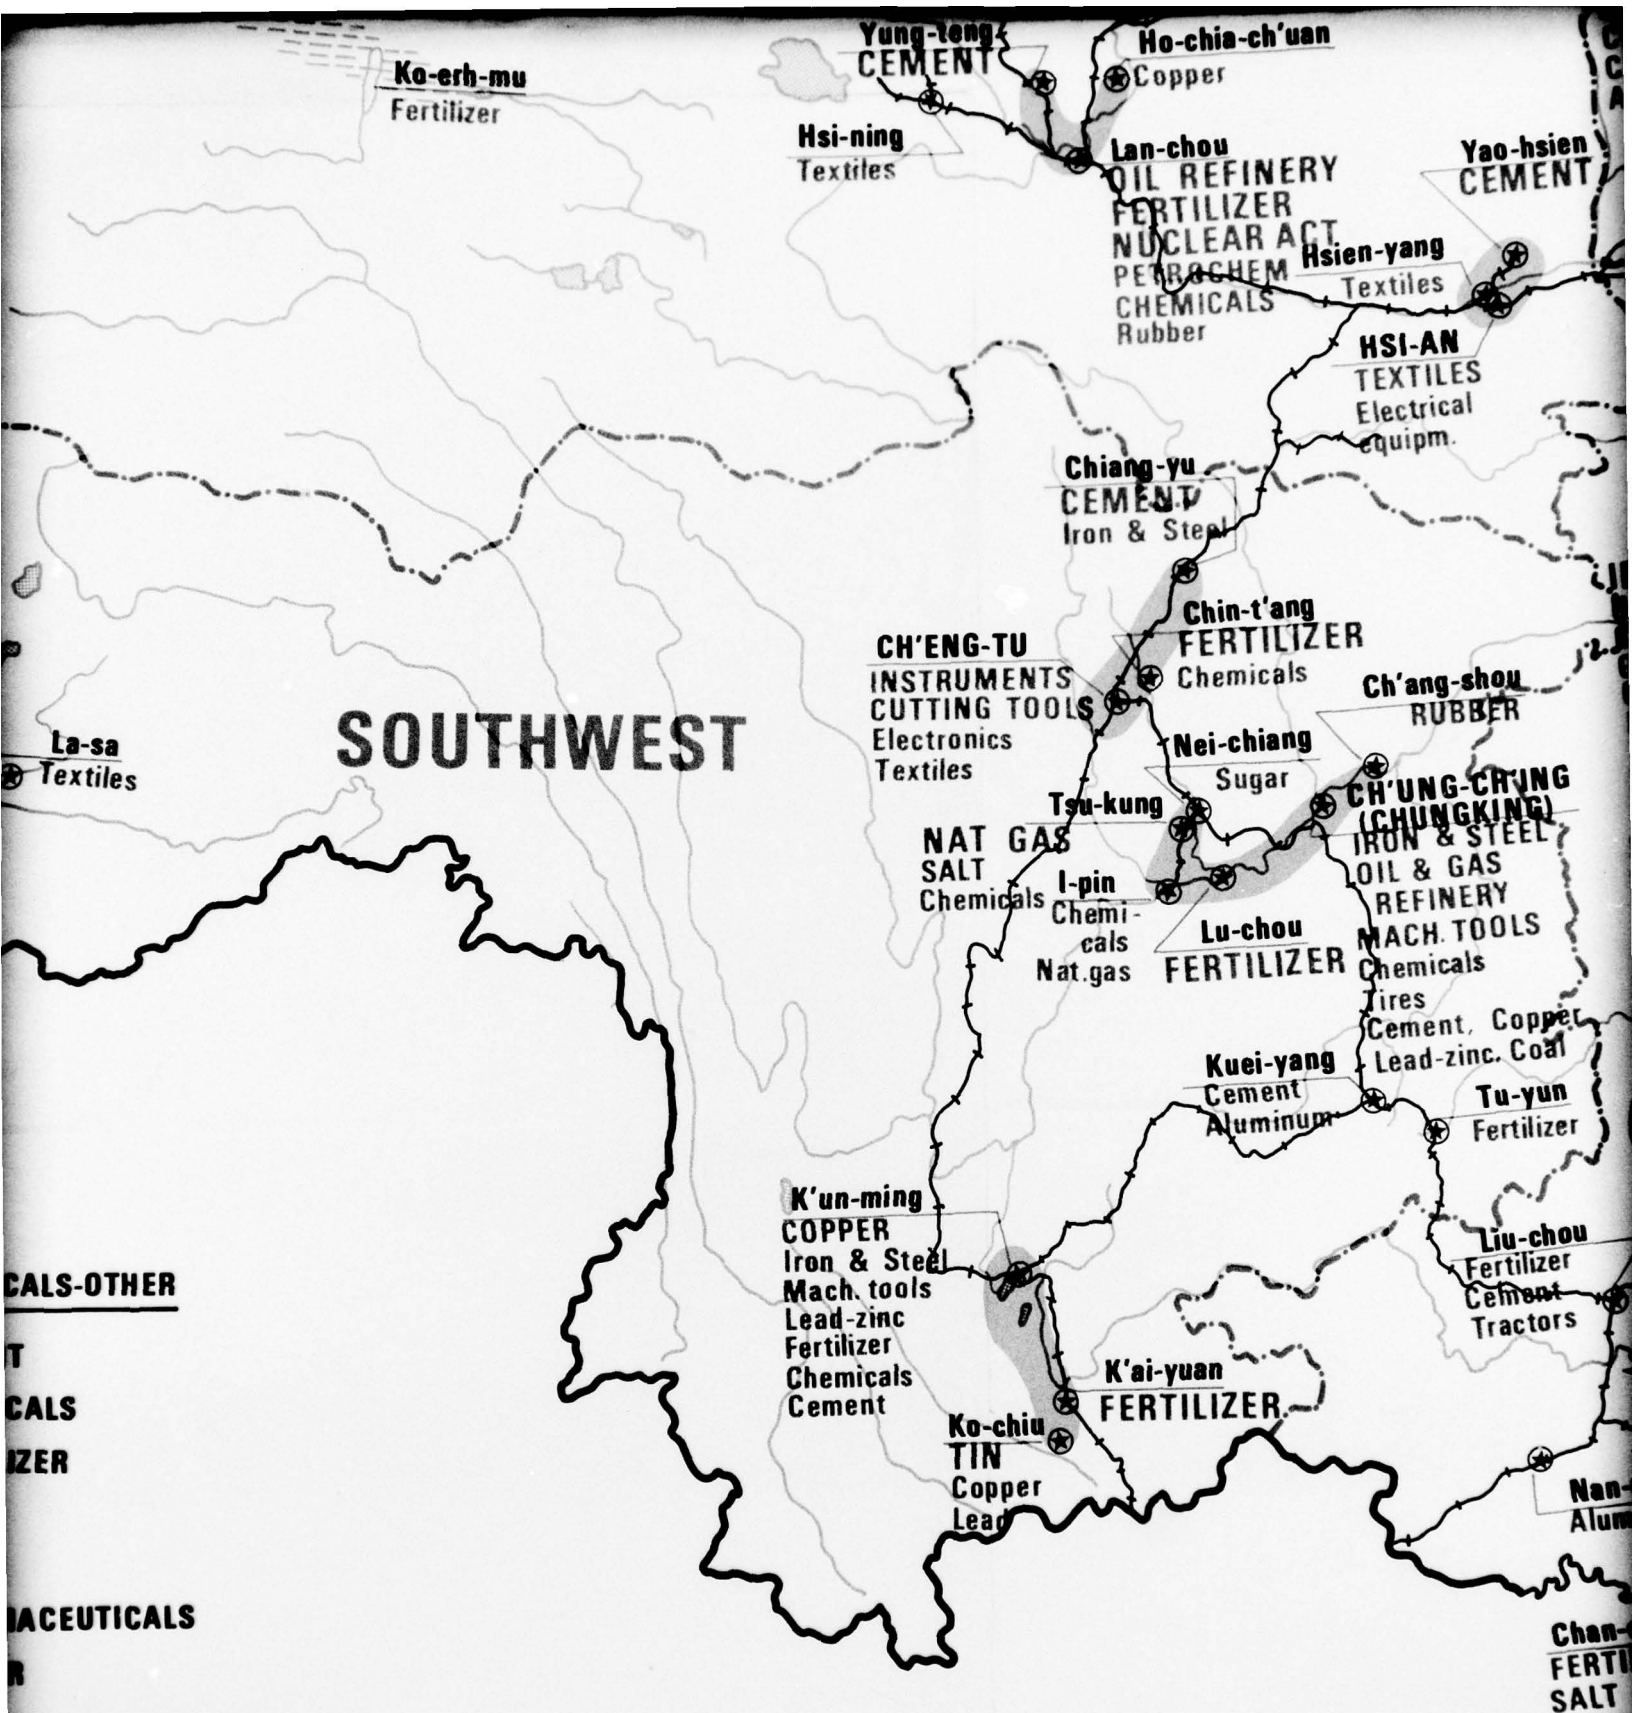 Yung-teng
CEMENT
Ho-chia-ch'uan
Copper
Ko-erh-mu
Fertilizer
Hsi-ning
Textiles
Lan-chou
OIL REFINERY
FERTILIZER
NUCLEAR ACT
PETROCHEM
CHEMICALS
Rubber
Yao-hsien
CEMENT
Hsien-yang
Textiles
HSI-AN
TEXTILES
Electrical
equipm.
Chiang-yu
CEMENT
Iron & Steel
Chin-t'ang
FERTILIZER
Chemicals
CH'ENG-TU
INSTRUMENTS
CUTTING TOOLS
Electronics
Textiles
Ch'ang-shou
RUBBER
SOUTHWEST
La-sa
Textiles
Nei-chiang
Sugar
Tsu-kung
NAT GAS
SALT
Chemicals
CH'UNG-CH'ING
(CHUNGKING)
IRON & STEEL
OIL & GAS
REFINERY
MACH. TOOLS
Chemicals
Tires
Cement, Copper
Lead-zinc, Coal
I-pin
Chemi-
cals
Nat.gas
Lu-chou
FERTILIZER
Kuei-yang
Cement
Aluminum
Tu-yun
Fertilizer
K'un-ming
COPPER
Iron & Steel
Mach. tools
Lead-zinc
Fertilizer
Chemicals
Cement
Liu-chou
Fertilizer
Cement
Tractors
K'ai-yuan
FERTILIZER
Ko-chiu
TIN
Copper
Lead
Nan-
Alum
CALS-OTHER
T
CALS
IZER
ACEUTICALS
R
Chan-
FERTI
SALT